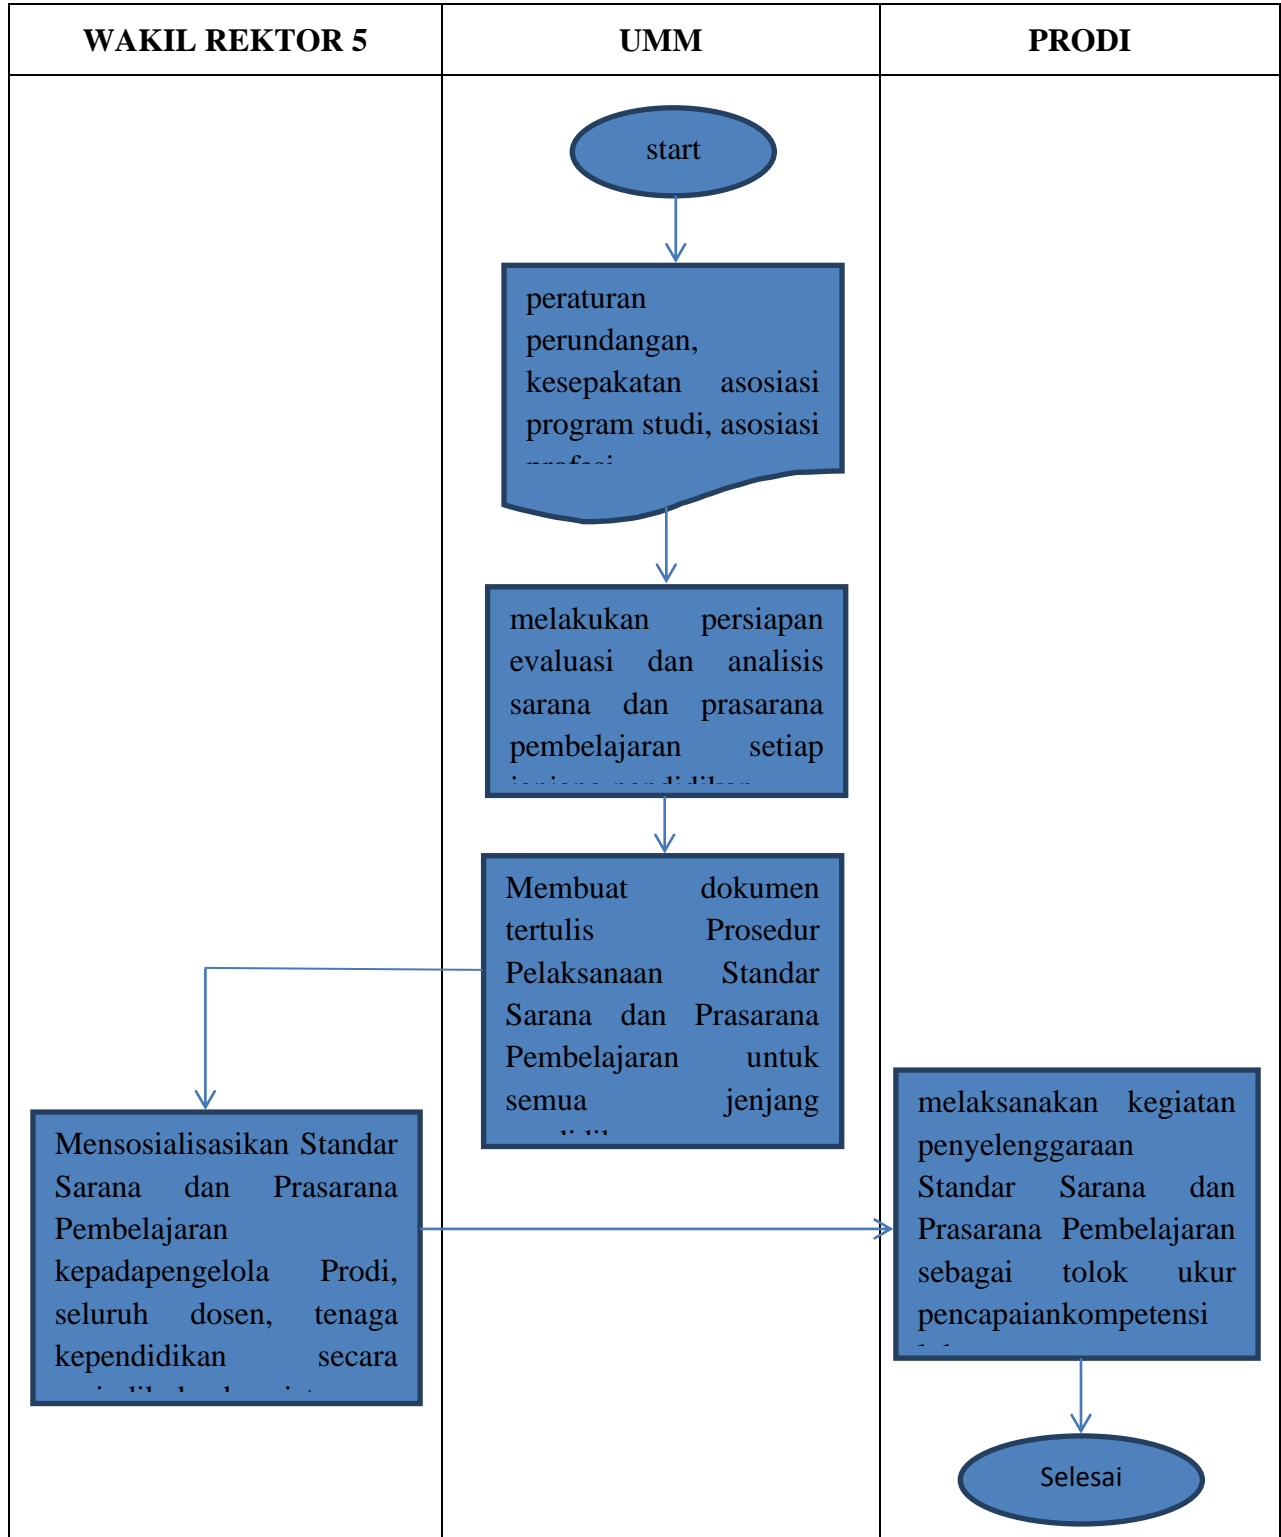 WAKIL REKTOR 5
UMM
PRODI
start
peraturan
perundangan,
kesepakatan asosiasi
program studi, asosiasi
melakukan persiapan
evaluasi dan analisis
sarana dan prasarana
pembelajaran setiap
Membuat dokumen
tertulis Prosedur
Pelaksanaan Standar
Sarana dan Prasarana
Pembelajaran untuk
semua jenjang
Mensosialisasikan Standar
Sarana dan Prasarana
Pembelajaran
kepadapengelola Prodi,
seluruh dosen, tenaga
kependidikan secara
melaksanakan kegiatan
penyelenggaraan
Standar Sarana dan
Prasarana Pembelajaran
sebagai tolok ukur
pencapaiankompetensi
Selesai